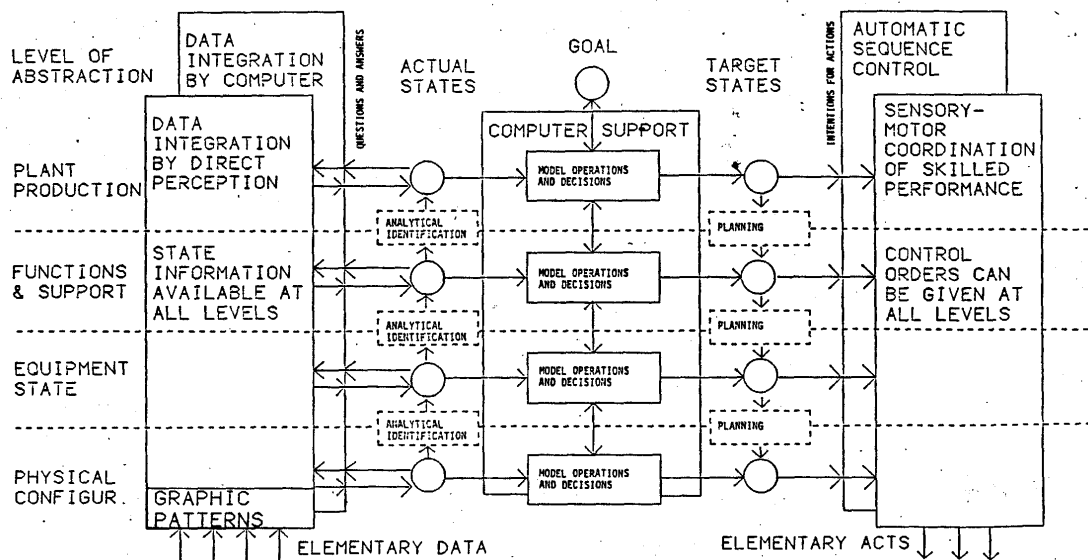 LEVEL OF
ABSTRACTION
DATA
INTEGRATION
BY COMPUTER
QUESTIONS AND ANSWERS
ACTUAL
STATES
GOAL
TARGET
STATES
INTENTIONS FOR ACTIONS
AUTOMATIC
SEQUENCE
CONTROL
DATA
INTEGRATION
BY DIRECT
PERCEPTION
COMPUTER SUPPORT
SENSORY-
MOTOR
COORDINATION
OF SKILLED
PERFORMANCE
PLANT
PRODUCTION
MODEL OPERATIONS
AND DECISIONS
ANALYTICAL
IDENTIFICATION
PLANNING
FUNCTIONS
& SUPPORT
STATE
INFORMATION
AVAILABLE AT
ALL LEVELS
MODEL OPERATIONS
AND DECISIONS
CONTROL
ORDERS CAN
BE GIVEN AT
ALL LEVELS
ANALYTICAL
IDENTIFICATION
PLANNING
EQUIPMENT
STATE
MODEL OPERATIONS
AND DECISIONS
ANALYTICAL
IDENTIFICATION
PLANNING
PHYSICAL
CONFIGUR.
MODEL OPERATIONS
AND DECISIONS
GRAPHIC
PATTERNS
ELEMENTARY DATA
ELEMENTARY ACTS